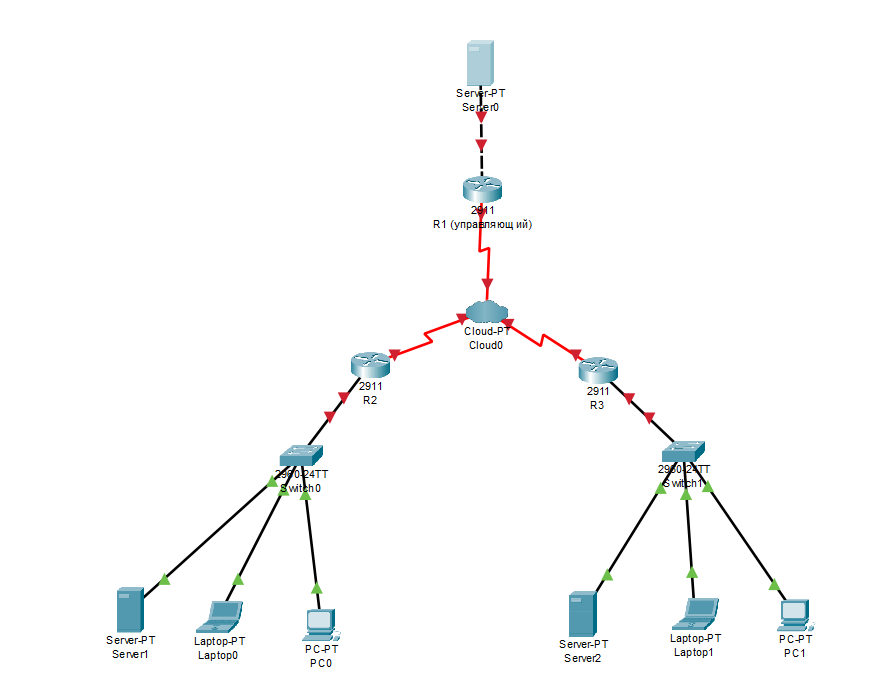 Server-PT
Server0
2911
R1 (управляющий)
Cloud-PT
Cloud0
2911
R2
2911
R3
2960-24TT
Switch0
2960-24TT
Switch1
Server-PT
Server1
Laptop-PT
Laptop0
PC-PT
PC0
Server-PT
Server2
Laptop-PT
Laptop1
PC-PT
PC1